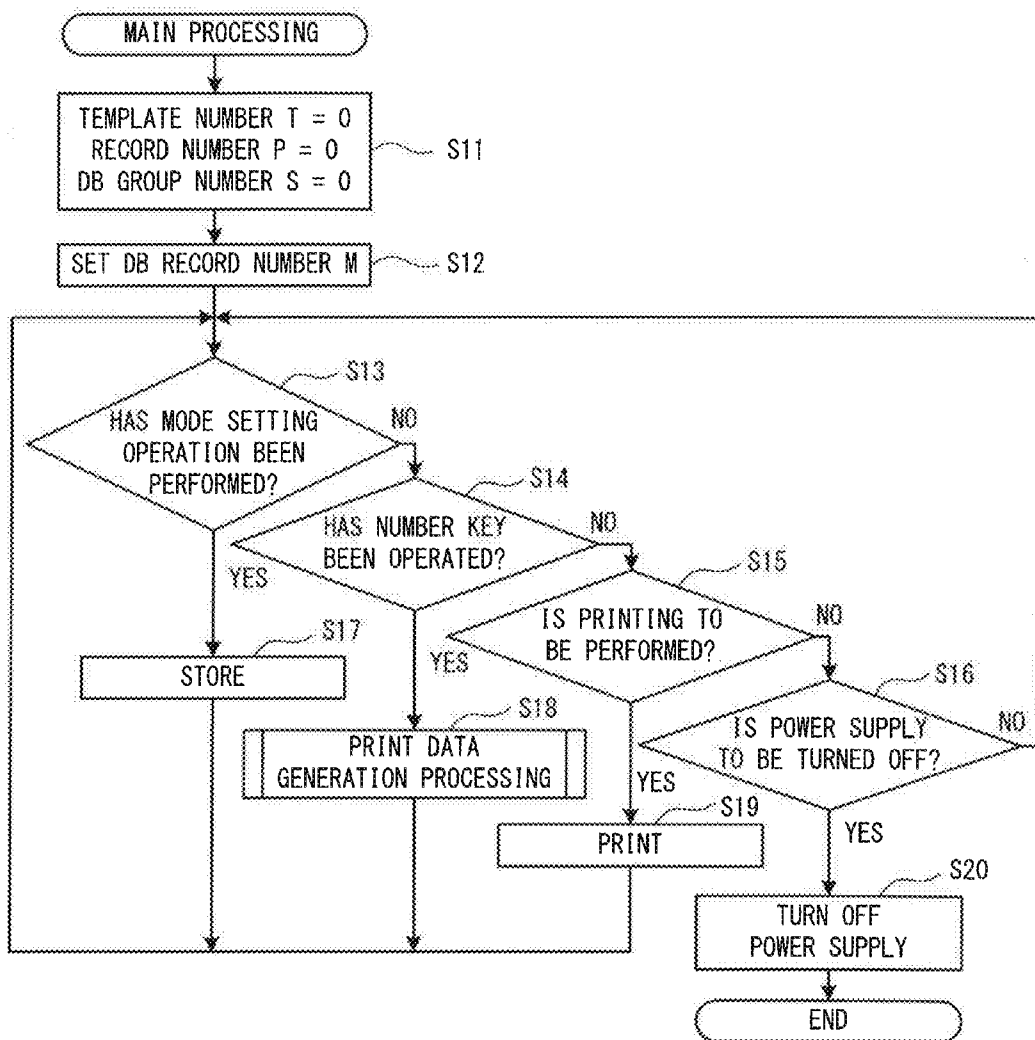 MAIN PROCESSING
TEMPLATE NUMBER T = 0
RECORD NUMBER P = 0
DB GROUP NUMBER S = 0
S11
SET DB RECORD NUMBER M
S12
S13
HAS MODE SETTING
OPERATION BEEN
PERFORMED?
NO
YES
S14
HAS NUMBER KEY
BEEN OPERATED?
NO
YES
S15
IS PRINTING TO
BE PERFORMED?
NO
YES
S16
IS POWER SUPPLY
TO BE TURNED OFF?
NO
YES
S17
STORE
S18
PRINT DATA
GENERATION PROCESSING
S19
PRINT
S20
TURN OFF
POWER SUPPLY
END